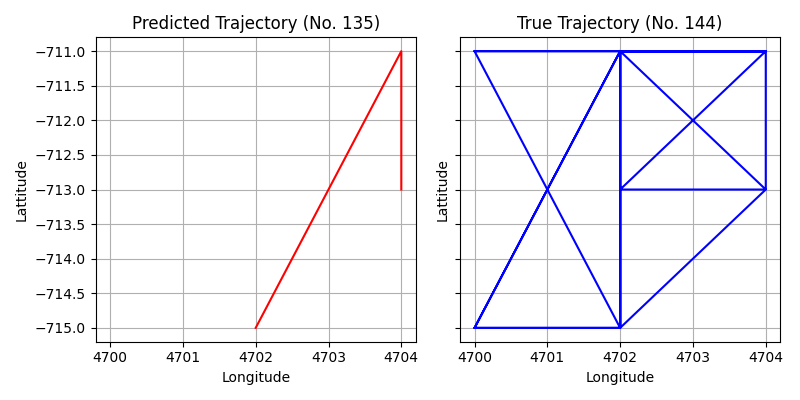 Predicted Trajectory (No. 135)
True Trajectory (No. 144)
−711.0
−711.5
−712.0
−712.5
−713.0
−713.5
−714.0
−714.5
−715.0
Lattitude
Lattitude
4700 4701 4702 4703 4704
4700 4701 4702 4703 4704
Longitude
Longitude